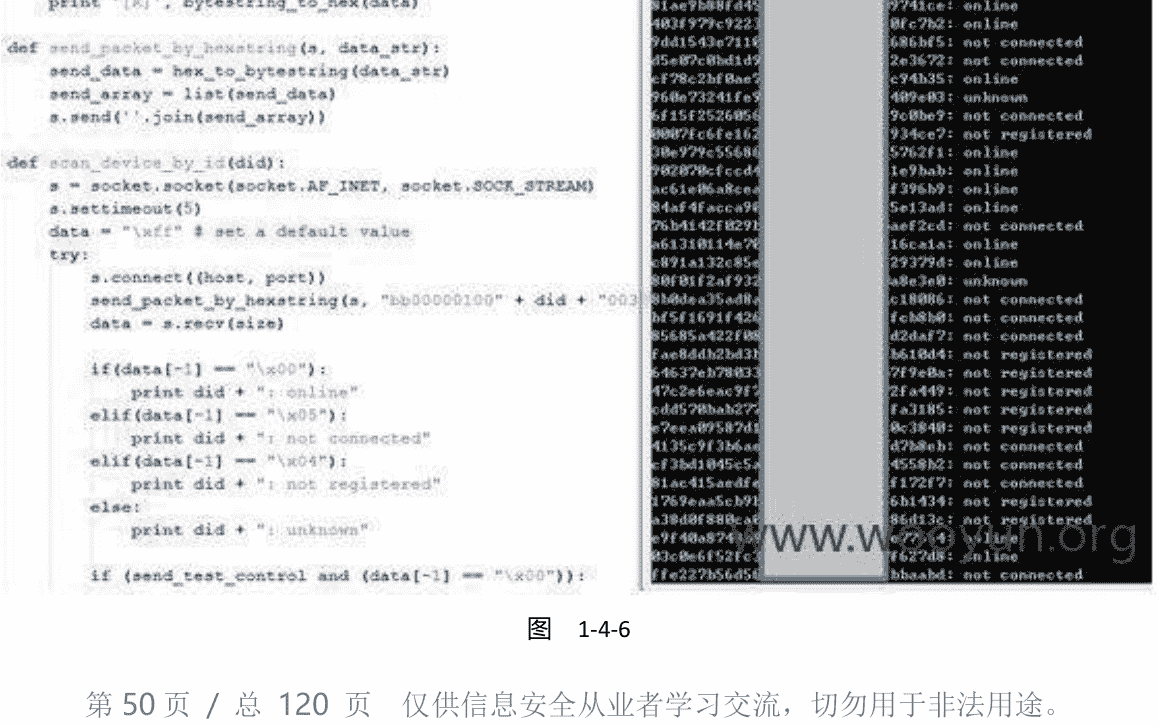 print "[x]", bytestring_to_hex(data)
def send_packet_by_hexstring(s, data_str):
send_data = hex_to_bytestring(data_str)
send_array = list(send_data)
s.send(''.join(send_array))
def scan_device_by_id(did):
s = socket.socket(socket.AF_INET, socket.SOCK_STREAM)
s.settimeout(5)
data = "\xff" # set a default value
try:
s.connect((host, port))
send_packet_by_hexstring(s, "bb00000100" + did + "003
data = s.recv(size)
if(data[-1] == "\x00"):
print did + ": online"
elif(data[-1] == "\x05"):
print did + ": not connected"
elif(data[-1] == "\x04"):
print did + ": not registered"
else:
print did + ": unknown"
if (send_test_control and (data[-1] == "\x00")):
9741ce: online
0fc7b2: online
686bf5: not connected
2e3672: not connected
c94b35: online
409e03: unknown
9c0be9: not connected
934ce7: not registered
5762f1: online
1e9bab: online
f396b9: online
5e13ad: online
aef2cd: not connected
16ca1a: online
29379d: online
a8e3e0: unknown
c18086: not connected
fcb8b0: not connected
d2daf7: not connected
b610d4: not registered
7f9e0a: not registered
2fa449: not registered
fa3185: not registered
0c3840: not registered
d7b8eb: not connected
4558b2: not connected
f172f7: not connected
6b1434: not registered
86d13c: not registered
online
f627d8: online
bbaabd: not connected
www.wooyun.org
图 1-4-6
第 50 页 / 总 120 页 仅供信息安全从业者学习交流，切勿用于非法用途。